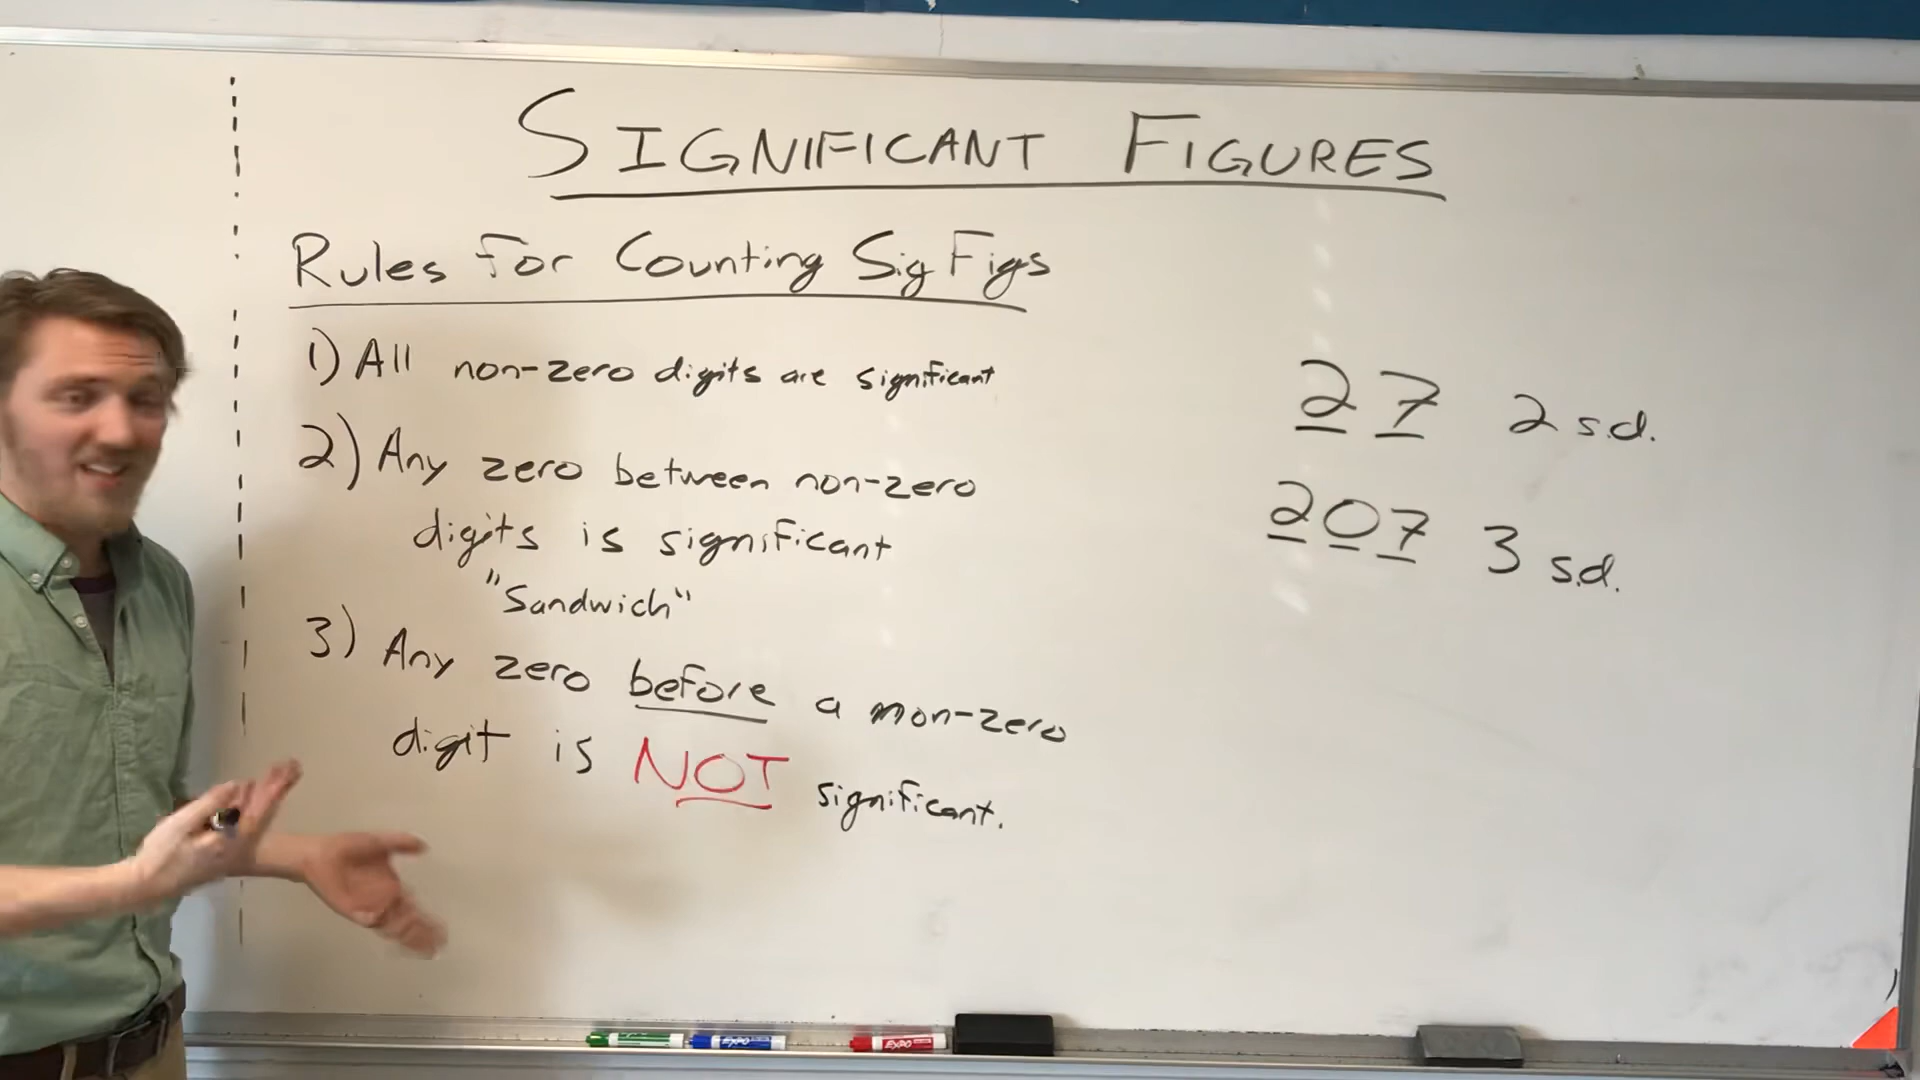 SIGNIFICANT FIGURES
Rules for Counting Sig Figs
1) All non-zero digits are significant
2) Any zero between non-zero
digits is significant
"Sandwich"
3) Any zero before a non-zero
digit is NOT significant.
27 2 s.d.
207 3 s.d.
EXPO
EXPO